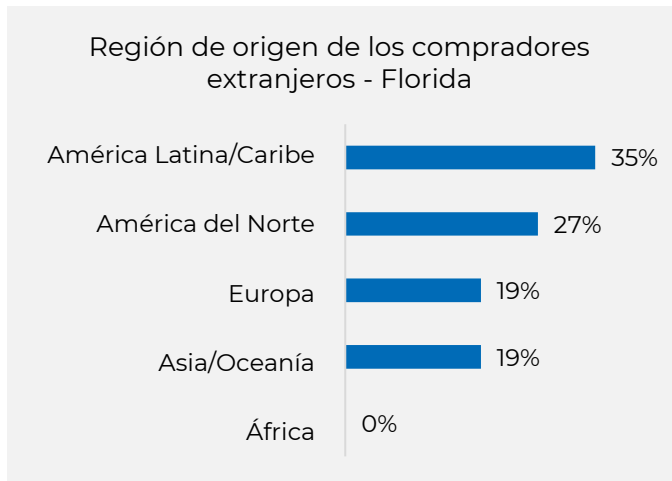 Región de origen de los compradores
extranjeros - Florida
América Latina/Caribe 35%
América del Norte 27%
Europa 19%
Asia/Oceanía 19%
África 0%